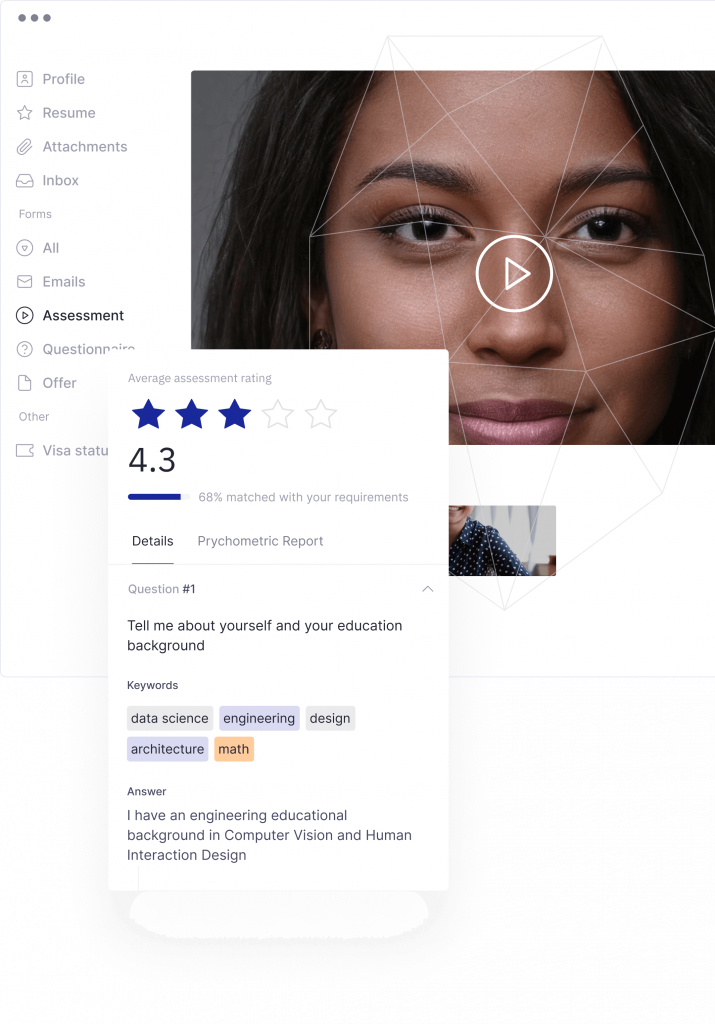 Profile
Resume
Attachments
Inbox
Forms
All
Emails
Assessment
Questionnaire
Offer
Other
Visa statu
Average assessment rating
4.3
68% matched with your requirements
Details
Prychometric Report
Question #1
Tell me about yourself and your education
background
Keywords
data science
engineering
design
architecture
math
Answer
I have an engineering educational
background in Computer Vision and Human
Interaction Design